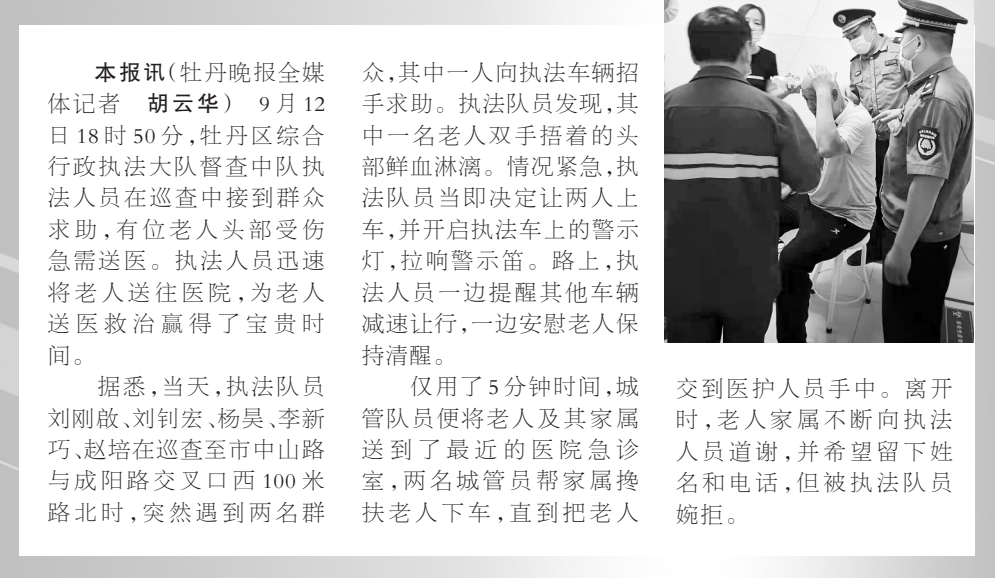 本报讯(牡丹晚报全媒
体记者 胡云华) 9月12
日18时50分,牡丹区综合
行政执法大队督查中队执
法人员在巡查中接到群众
求助,有位老人头部受伤
急需送医。执法人员迅速
将老人送往医院,为老人
送医救治赢得了宝贵时
间。
据悉,当天,执法队员
刘刚啟、刘钊宏、杨昊、李新
巧、赵培在巡查至市中山路
与成阳路交叉口西100米
路北时,突然遇到两名群
众,其中一人向执法车辆招
手求助。执法队员发现,其
中一名老人双手捂着的头
部鲜血淋漓。情况紧急,执
法队员当即决定让两人上
车,并开启执法车上的警示
灯,拉响警示笛。路上,执
法人员一边提醒其他车辆
减速让行,一边安慰老人保
持清醒。
仅用了5分钟时间,城
管队员便将老人及其家属
送到了最近的医院急诊
室,两名城管员帮家属搀
扶老人下车,直到把老人
交到医护人员手中。离开
时,老人家属不断向执法
人员道谢,并希望留下姓
名和电话,但被执法队员
婉拒。